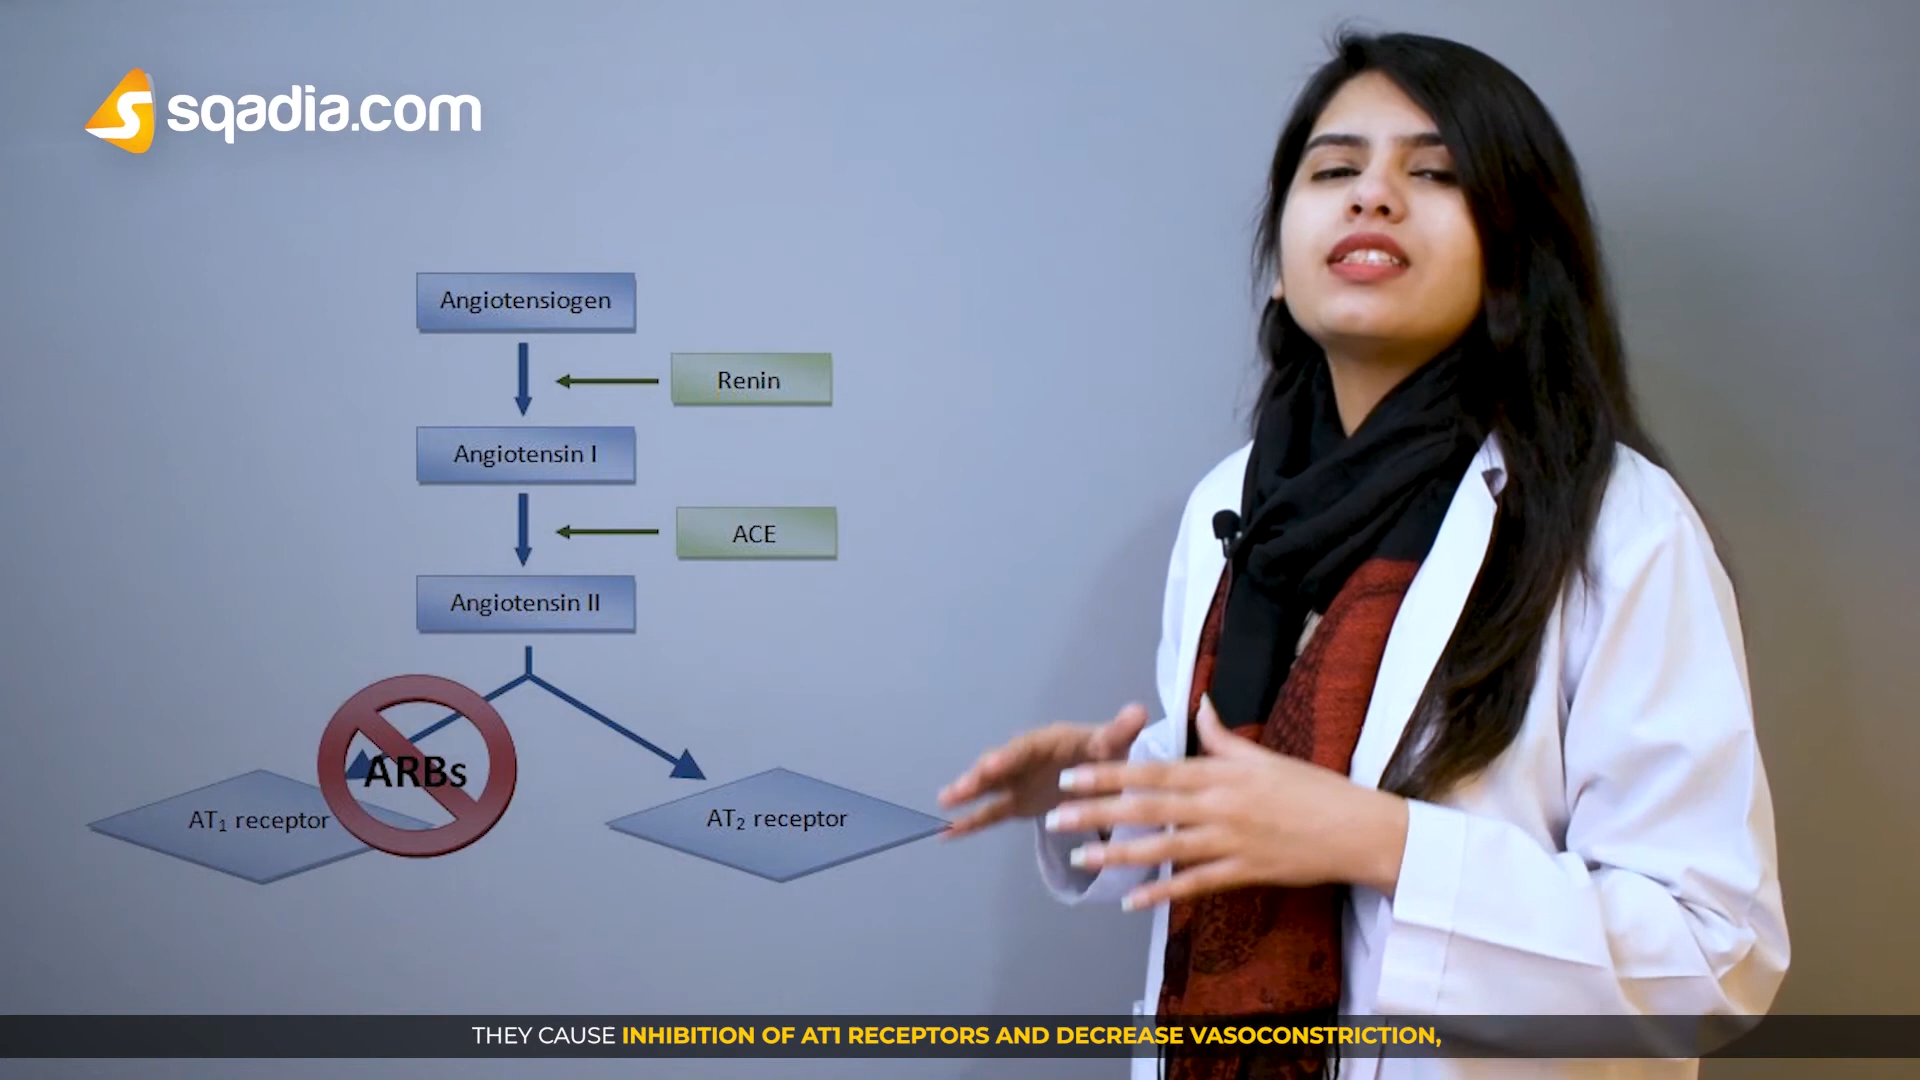 sqadia.com
Angiotensiogen
Renin
Angiotensin I
ACE
Angiotensin II
ARBs
AT₁ receptor
AT₂ receptor
THEY CAUSE INHIBITION OF AT1 RECEPTORS AND DECREASE VASOCONSTRICTION,